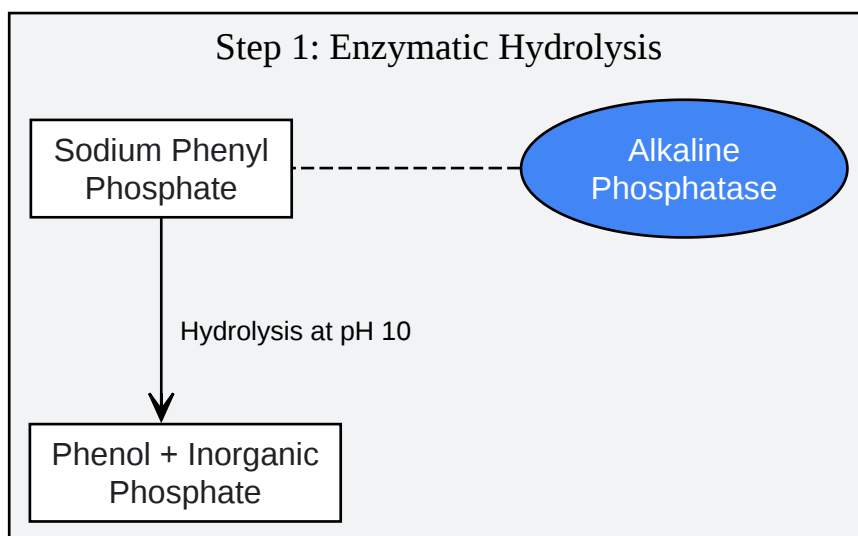 Step 1: Enzymatic Hydrolysis
Sodium Phenyl
Phosphate
Alkaline
Phosphatase
Hydrolysis at pH 10
Phenol + Inorganic
Phosphate